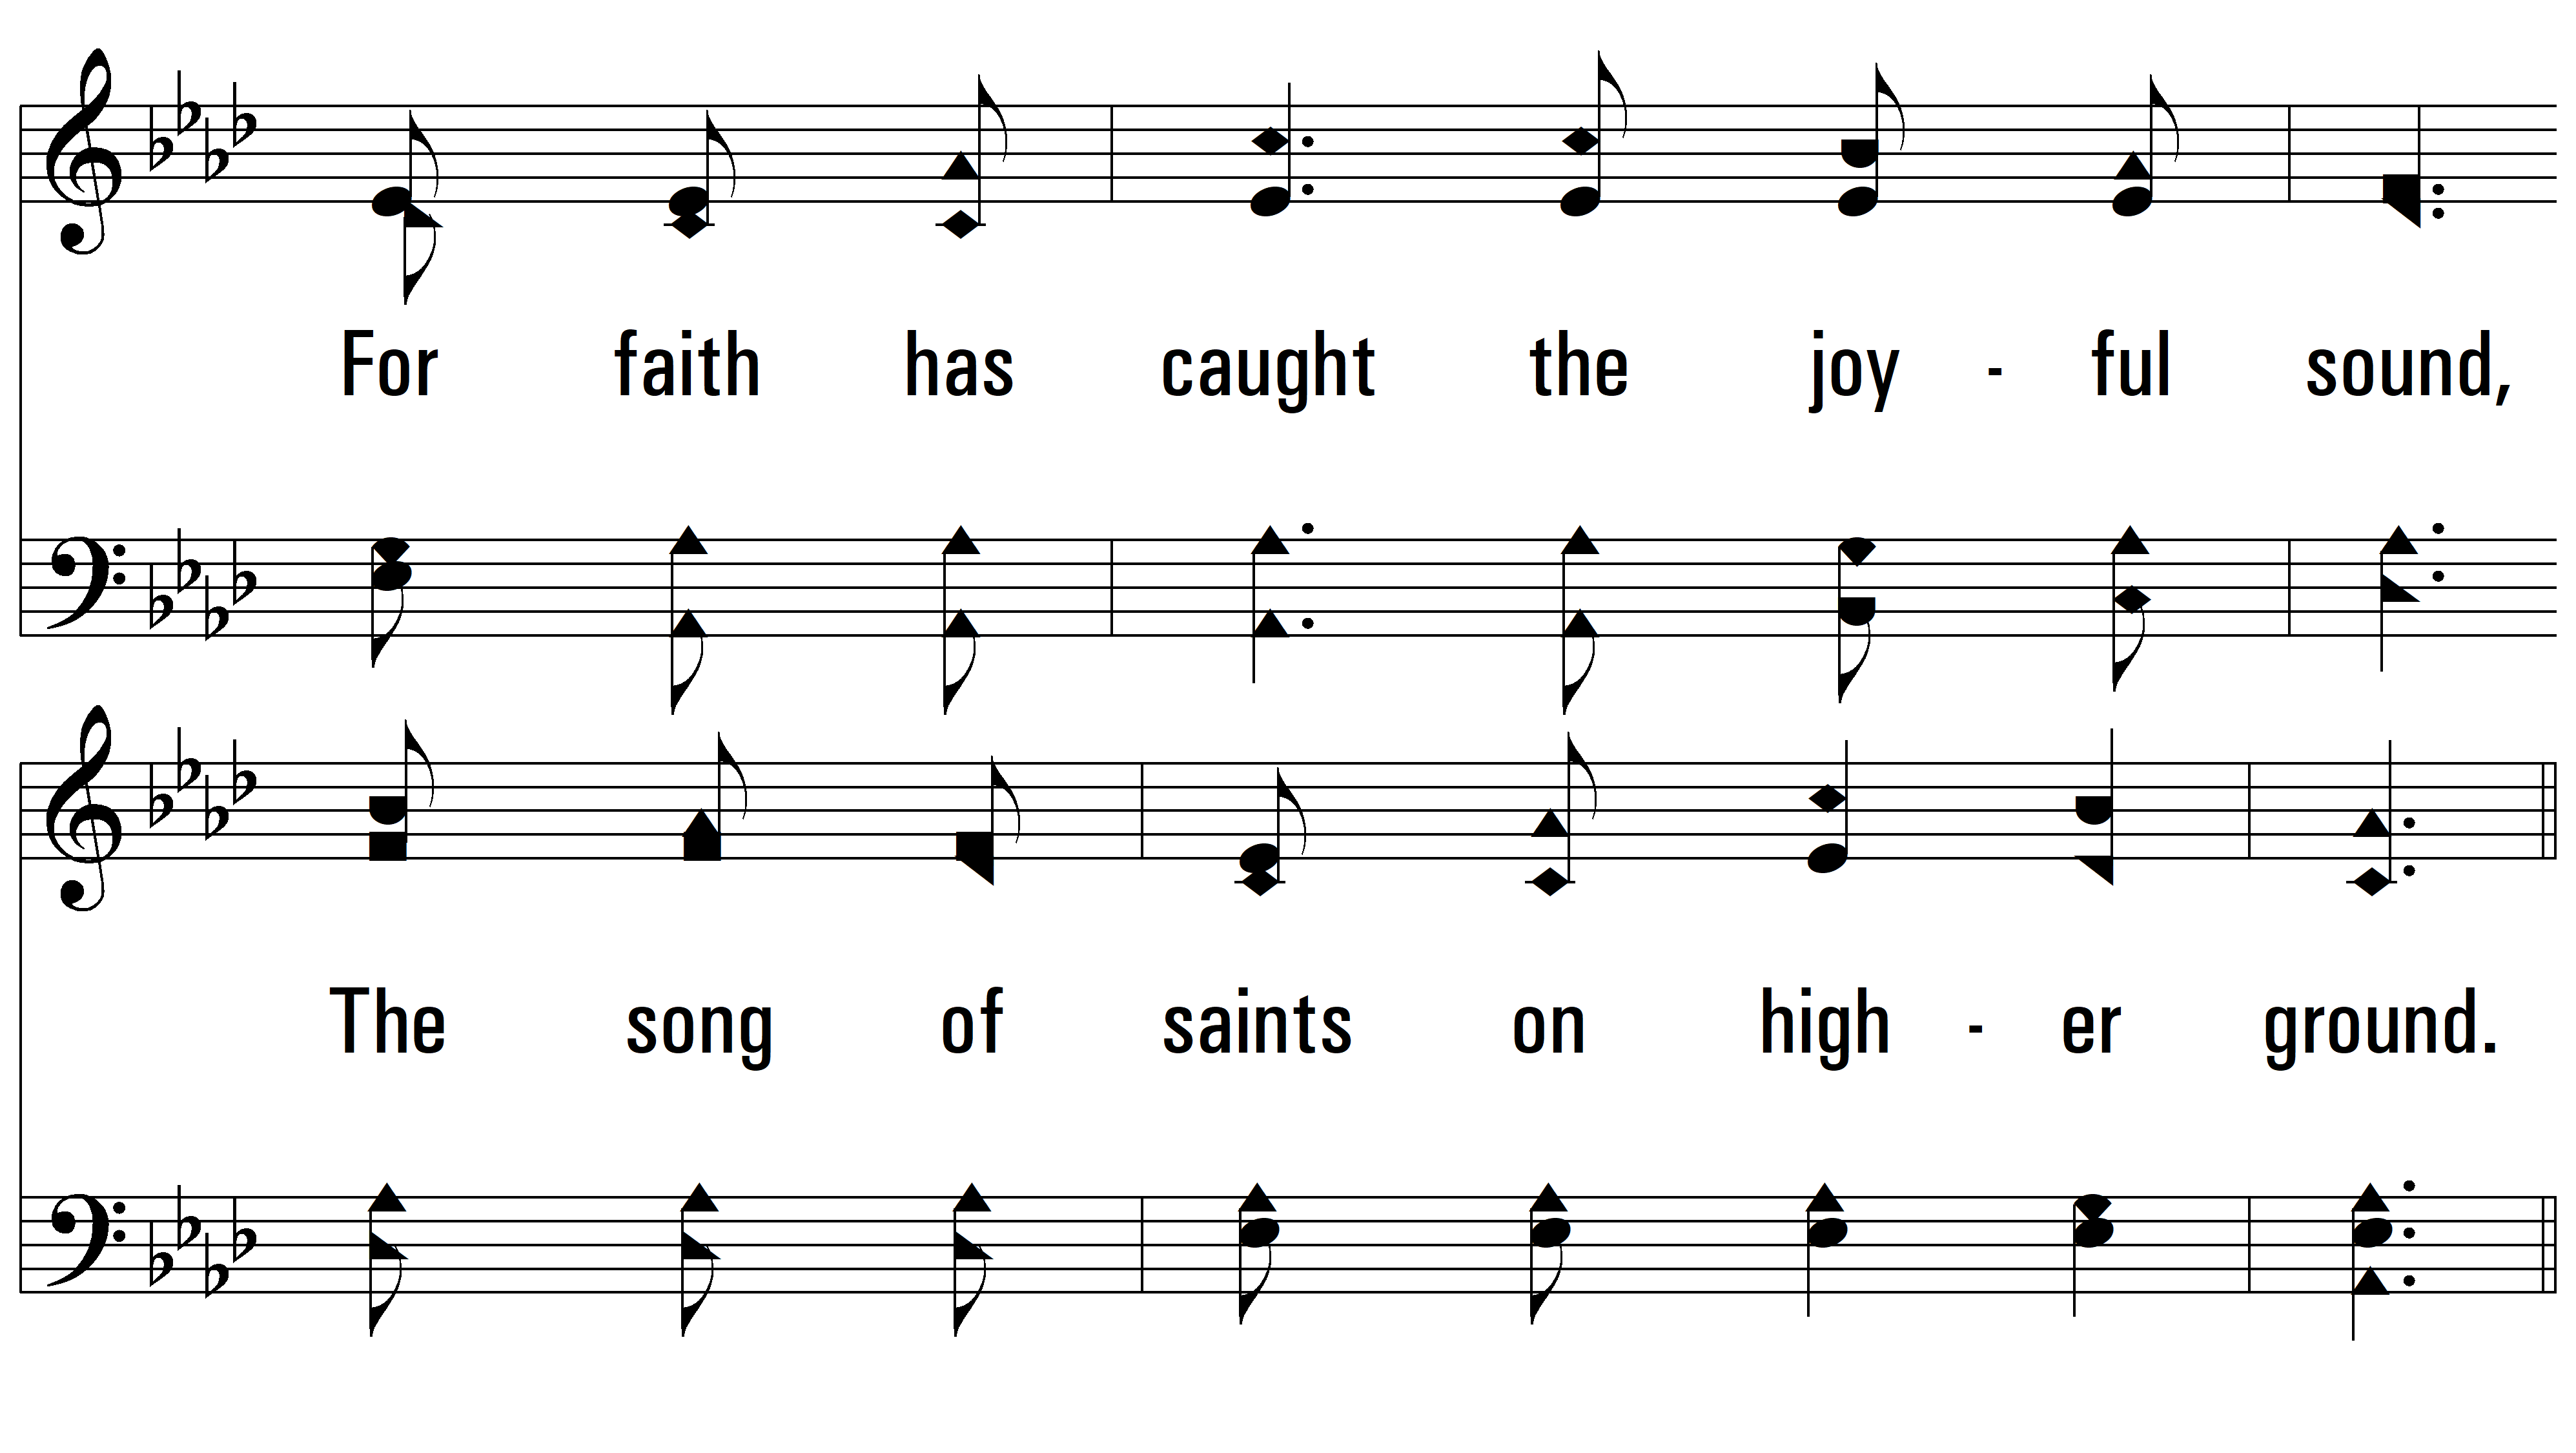 For faith has caught the joy - ful sound,
The song of saints on high - er ground.